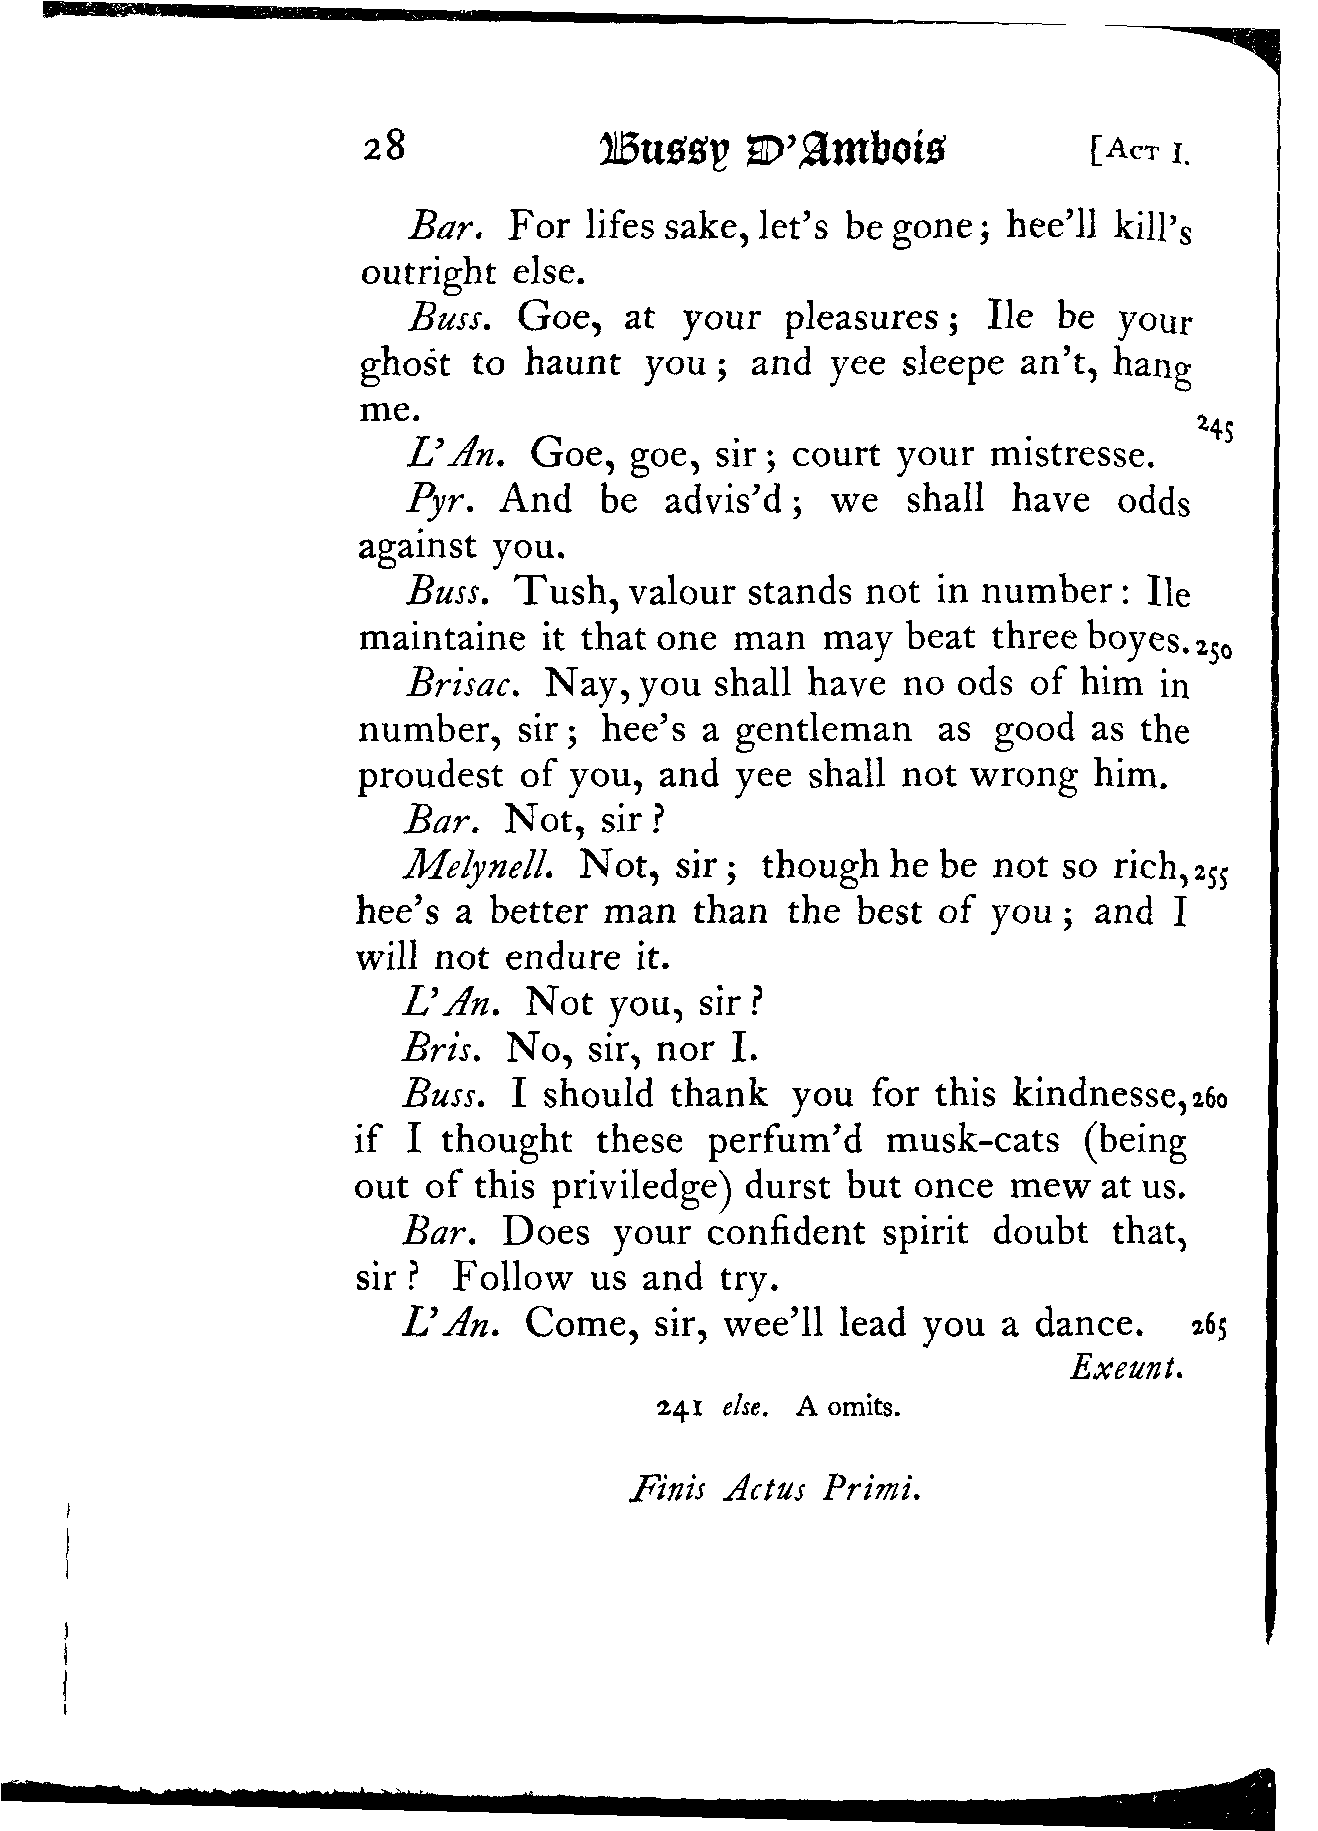 28 Bussy D'Ambois [ACT I.
Bar. For lifes sake, let's be gone; hee'll kill's
outright else.
Buss. Goe, at your pleasures; Ile be your
ghost to haunt you; and yee sleepe an't, hang
me. 245
L'An. Goe, goe, sir; court your mistresse.
Pyr. And be advis'd; we shall have odds
against you.
Buss. Tush, valour stands not in number: Ile
maintaine it that one man may beat three boyes. 250
Brisac. Nay, you shall have no ods of him in
number, sir; hee's a gentleman as good as the
proudest of you, and yee shall not wrong him.
Bar. Not, sir?
Melynell. Not, sir; though he be not so rich, 255
hee's a better man than the best of you; and I
will not endure it.
L'An. Not you, sir?
Bris. No, sir, nor I.
Buss. I should thank you for this kindnesse, 260
if I thought these perfum'd musk-cats (being
out of this priviledge) durst but once mew at us.
Bar. Does your confident spirit doubt that,
sir? Follow us and try.
L'An. Come, sir, wee'll lead you a dance. 265
Exeunt.
241 else. A omits.
Finis Actus Primi.